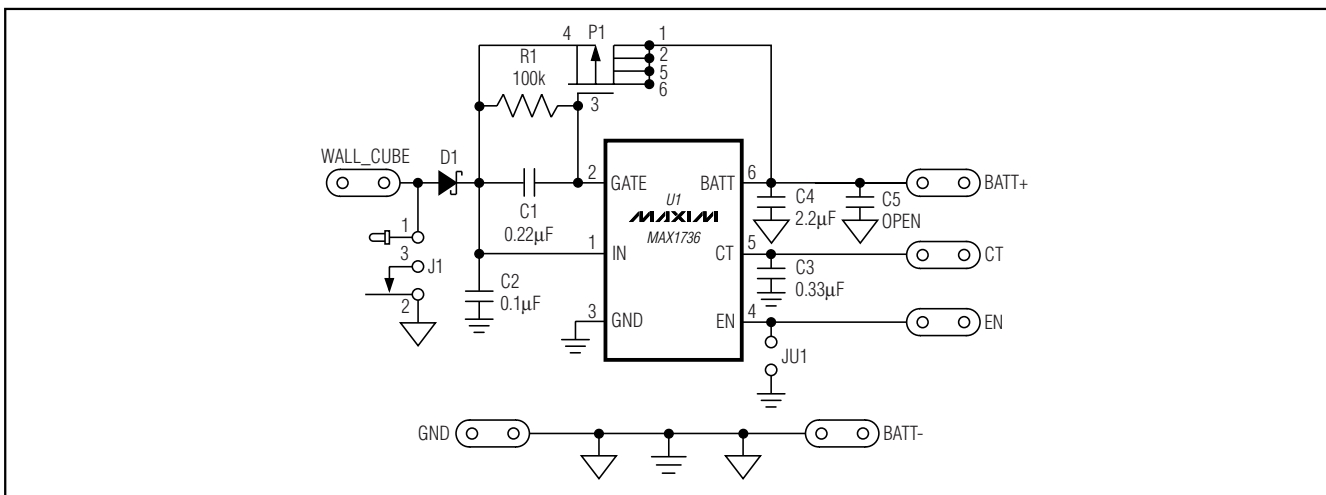 4 P1 1
2
5
6
R1
100k
3
WALL_CUBE
D1
1
3
J1
2
C1
0.22µF
C2
0.1µF
2 GATE
1 IN
3 GND
U1
MAXIM
MAX1736
BATT 6
CT 5
EN 4
C4
2.2µF
C5
OPEN
BATT+
C3
0.33µF
CT
EN
JU1
GND
BATT-